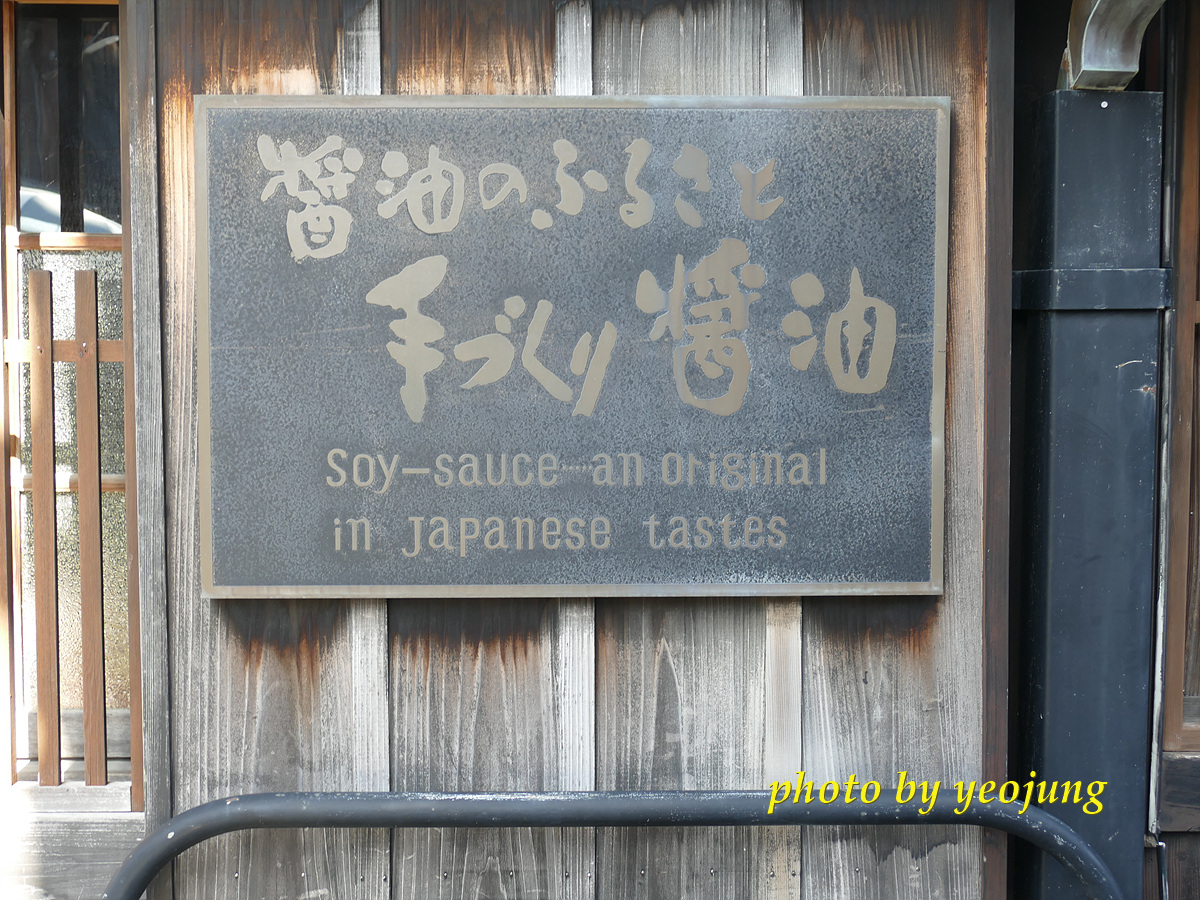 醤油のふるさと
手づくり醤油
Soy-sauce……an original
in Japanese tastes
photo by yeojung